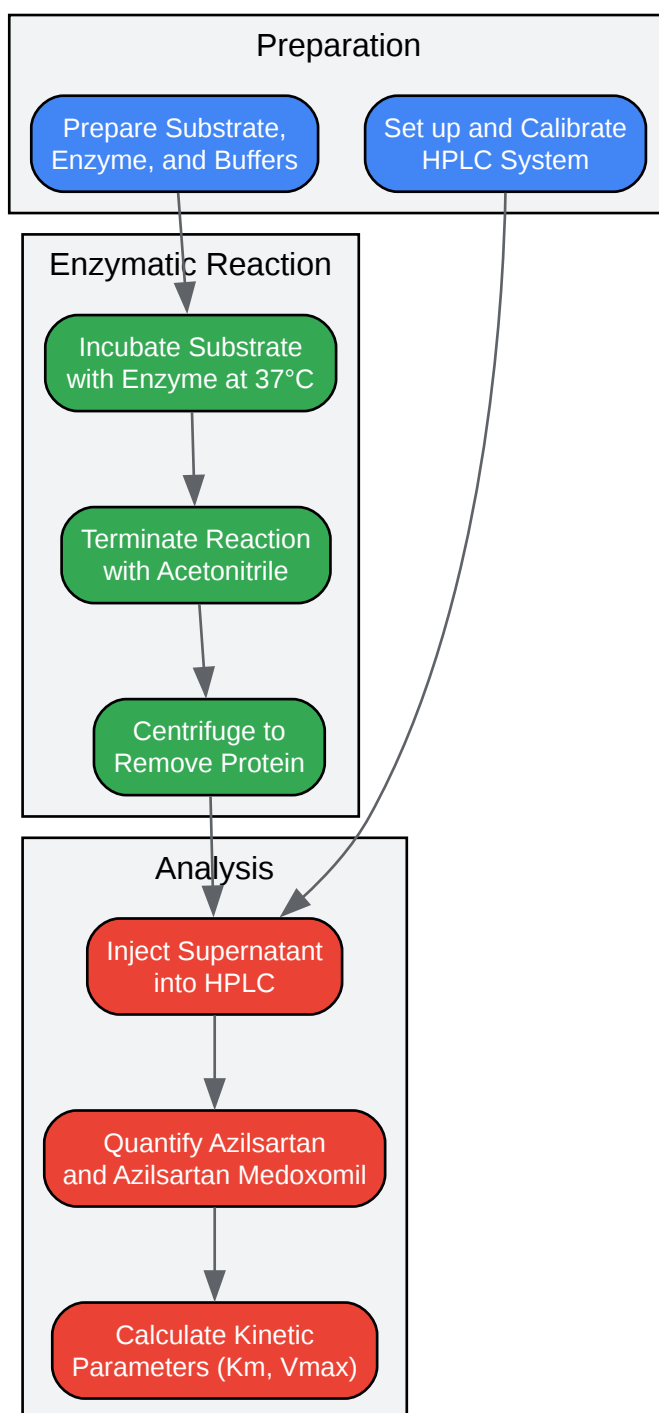 Preparation
Prepare Substrate,
Enzyme, and Buffers
Set up and Calibrate
HPLC System
Enzymatic Reaction
Incubate Substrate
with Enzyme at 37°C
Terminate Reaction
with Acetonitrile
Centrifuge to
Remove Protein
Analysis
Inject Supernatant
into HPLC
Quantify Azilsartan
and Azilsartan Medoxomil
Calculate Kinetic
Parameters (Km, Vmax)